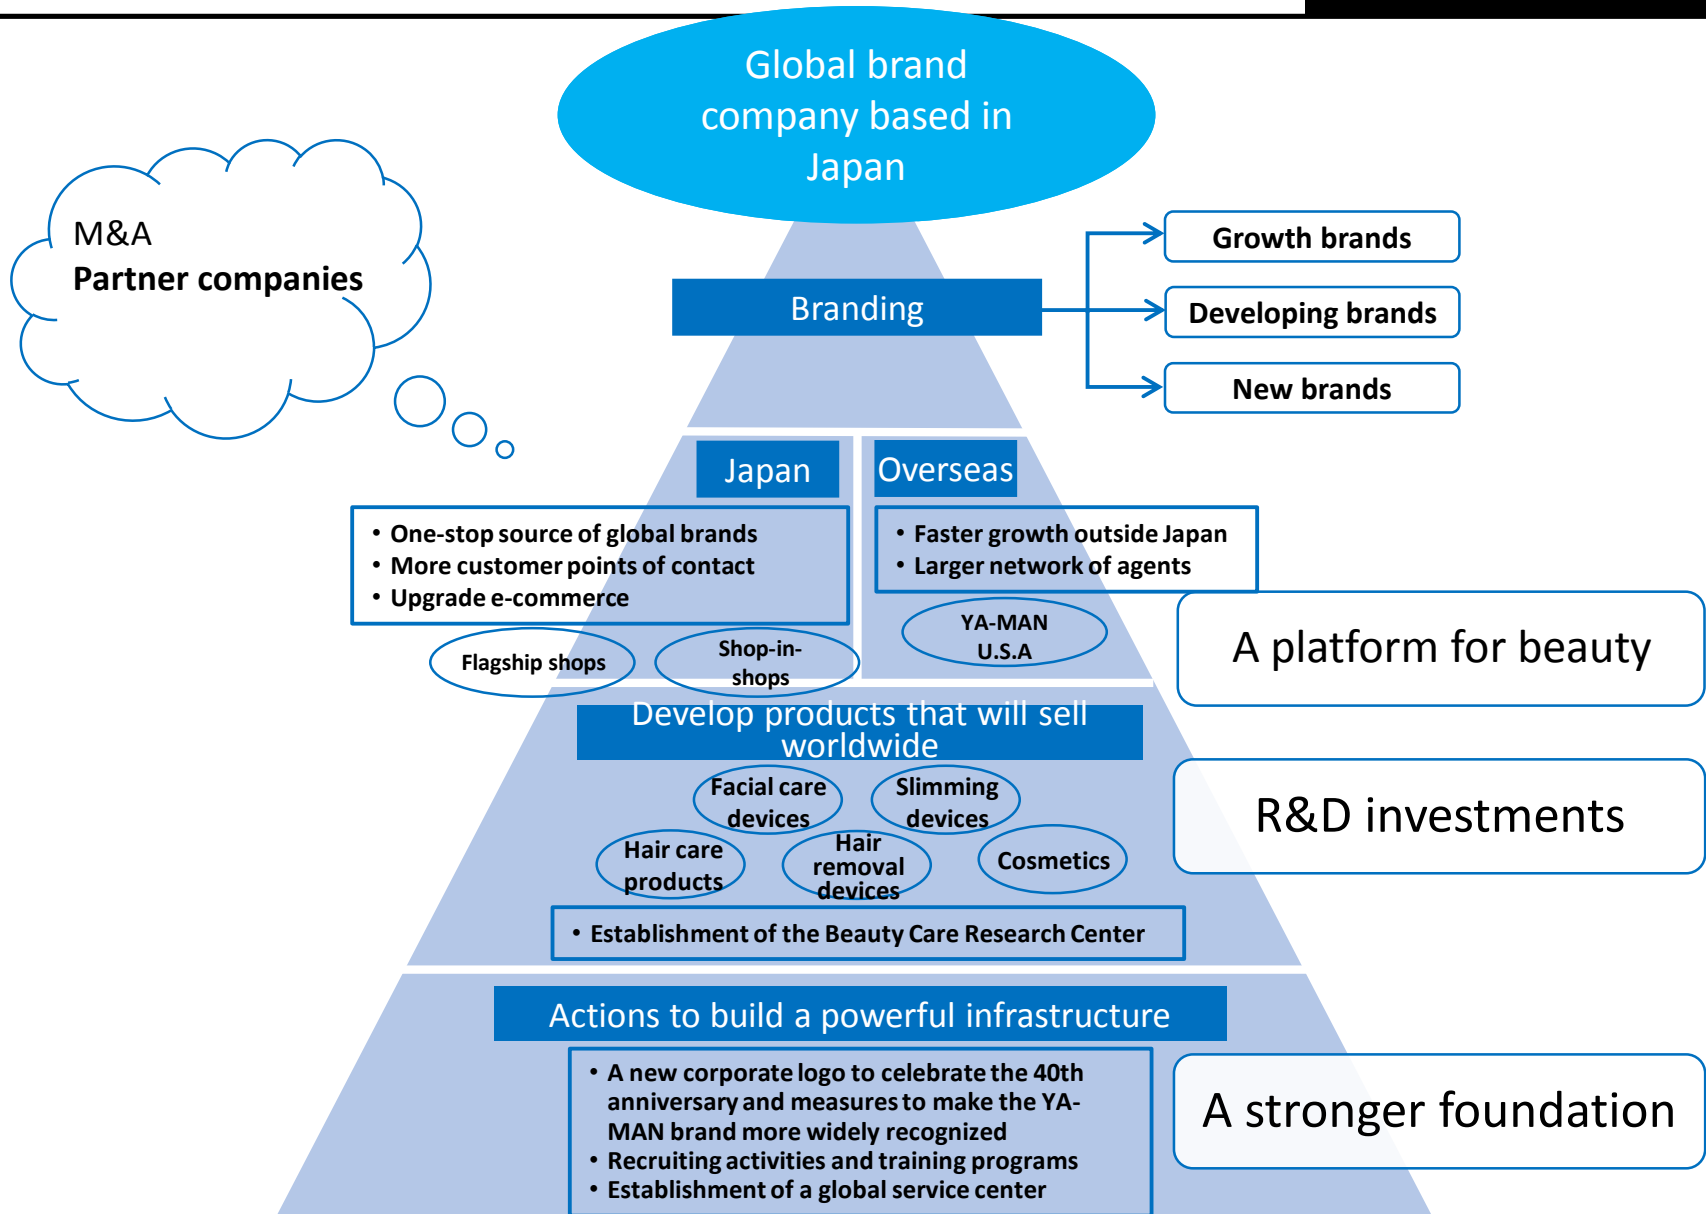 Global brand
company based in
Japan
M&A
Partner companies
Branding
Growth brands
Developing brands
New brands
Japan
Overseas
• One-stop source of global brands
• More customer points of contact
• Upgrade e-commerce
• Faster growth outside Japan
• Larger network of agents
Flagship shops
Shop-in-
shops
YA-MAN
U.S.A
A platform for beauty
Develop products that will sell
worldwide
Facial care
devices
Slimming
devices
Hair care
products
Hair
removal
devices
Cosmetics
R&D investments
• Establishment of the Beauty Care Research Center
Actions to build a powerful infrastructure
• A new corporate logo to celebrate the 40th
anniversary and measures to make the YA-
MAN brand more widely recognized
• Recruiting activities and training programs
• Establishment of a global service center
A stronger foundation